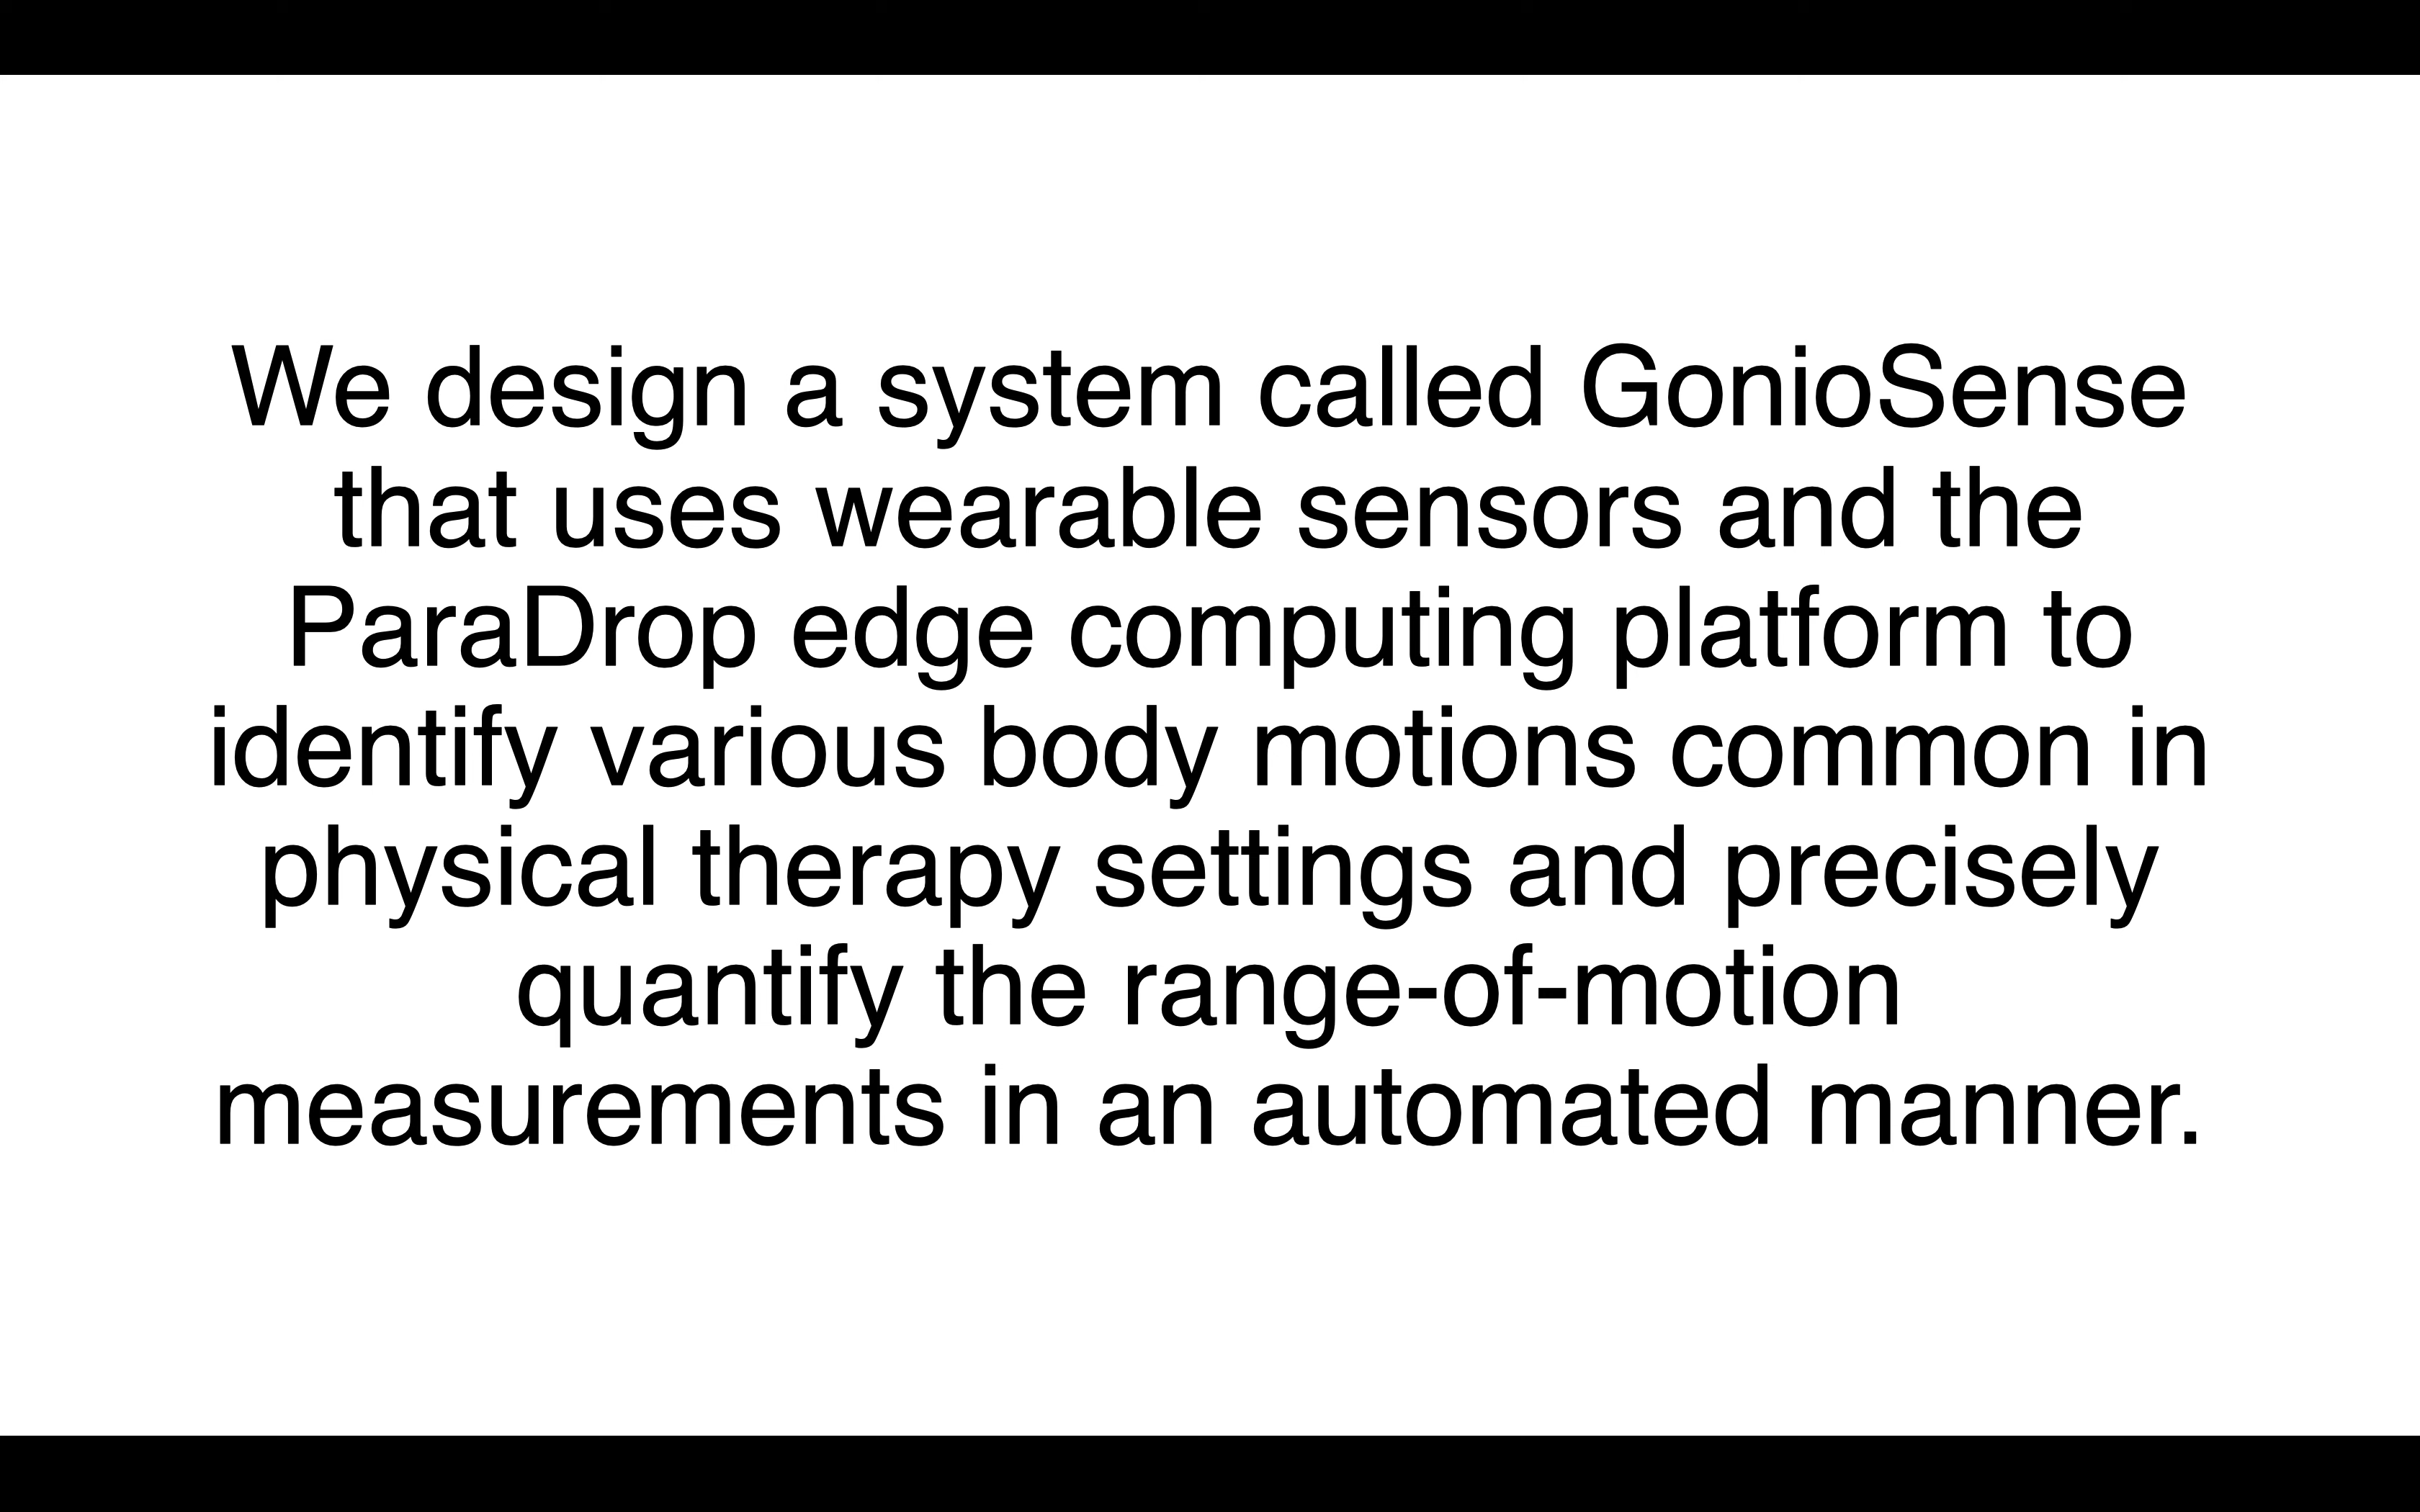 We design a system called GonioSense
that uses wearable sensors and the
ParaDrop edge computing platform to
identify various body motions common in
physical therapy settings and precisely
quantify the range-of-motion
measurements in an automated manner.